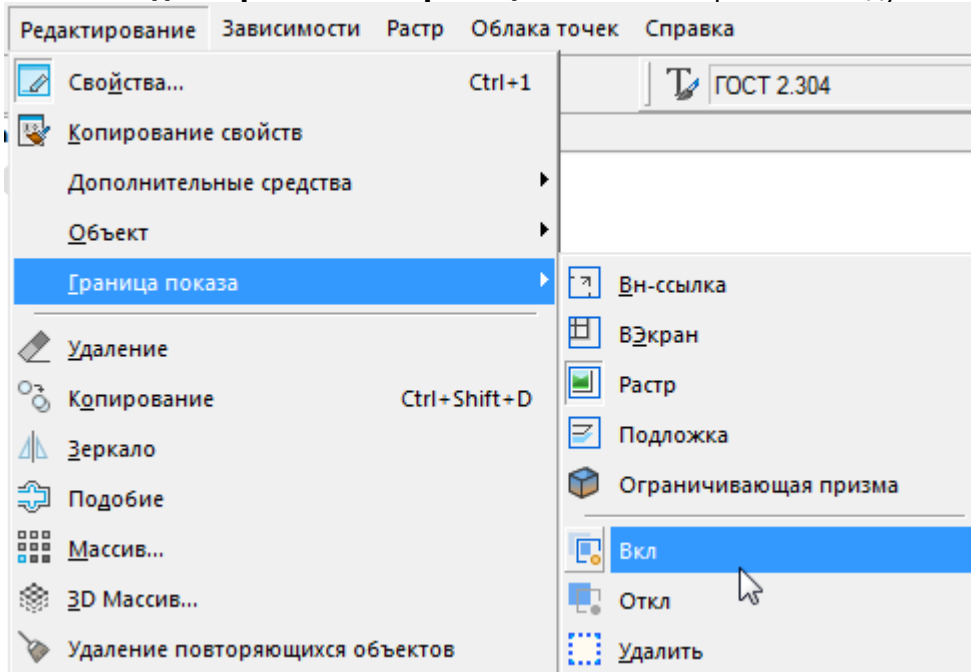 Редактирование Зависимости Растр Облака точек Справка
Свойства... Ctrl+1
ГОСТ 2.304
Копирование свойств
Дополнительные средства
Объект
Граница показа
Вн-ссылка
ВЭкран
Удаление
Растр
Копирование Ctrl+Shift+D
Подложка
Зеркало
Ограничивающая призма
Подобие
Массив...
Вкл
3D Массив...
Откл
Удаление повторяющихся объектов
Удалить